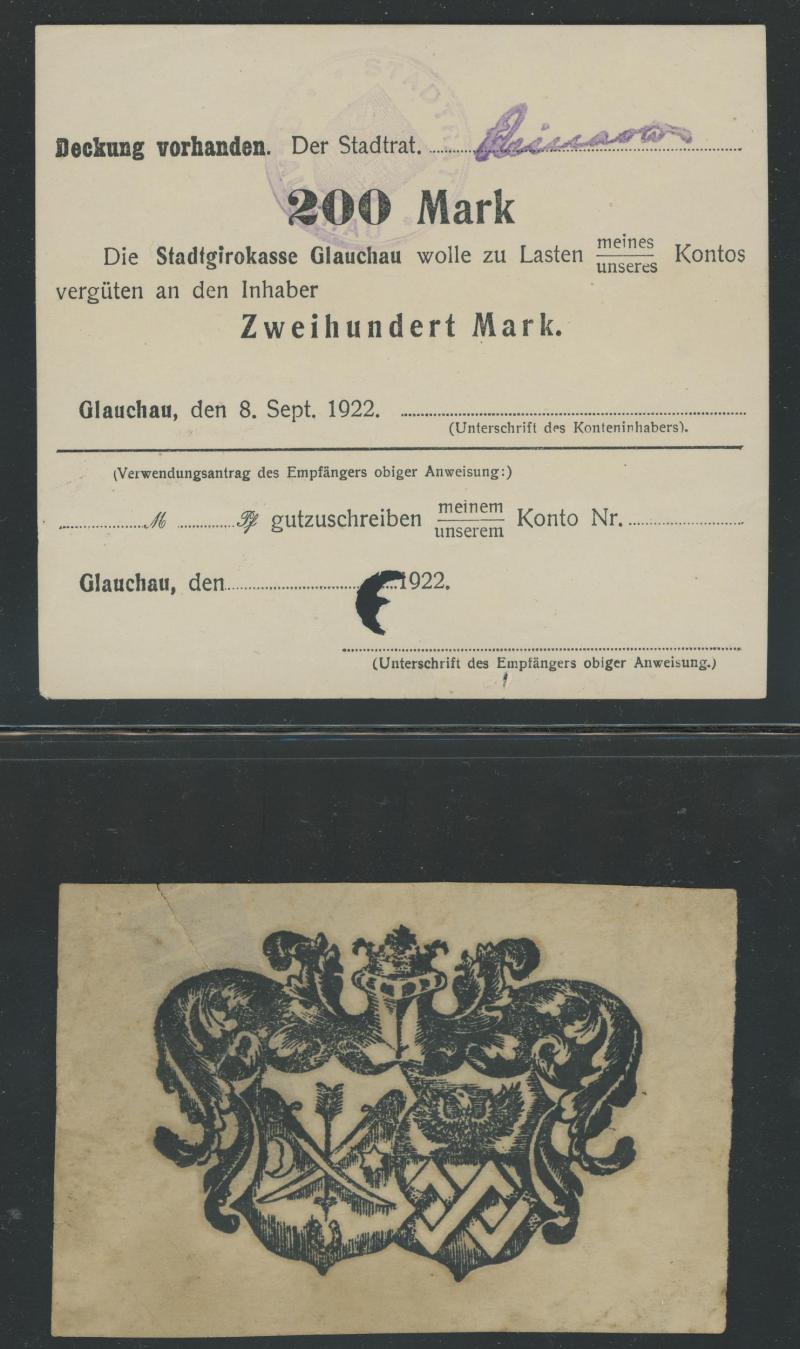 STADTRAT
Deckung vorhanden. Der Stadtrat.
200 Mark
Die Stadtgirokasse Glauchau wolle zu Lasten meines Kontos
unseres
vergüten an den Inhaber
Zweihundert Mark.
Glauchau, den 8. Sept. 1922.
(Unterschrift des Konteninhabers).
(Verwendungsantrag des Empfängers obiger Anweisung:)
M Pf gutzuschreiben meinem Konto Nr.
unserem
Glauchau, den 1922.
(Unterschrift des Empfängers obiger Anweisung.)